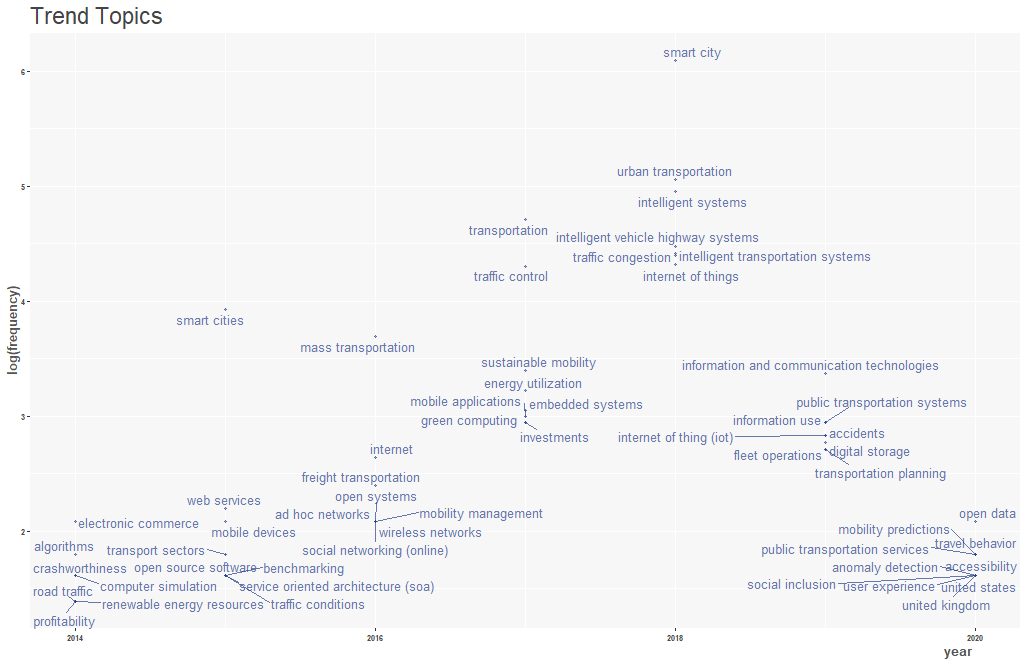 Trend Topics
smart city
6
urban transportation
5
intelligent systems
transportation
intelligent vehicle highway systems
traffic congestion
intelligent transportation systems
traffic control
internet of things
log(frequency)
4
smart cities
mass transportation
sustainable mobility
information and communication technologies
energy utilization
mobile applications
embedded systems
public transportation systems
3
green computing
information use
investments
internet of thing (iot)
accidents
internet
fleet operations
digital storage
freight transportation
transportation planning
open systems
web services
ad hoc networks
mobility management
open data
electronic commerce
2
mobile devices
wireless networks
mobility predictions
algorithms
transport sectors
social networking (online)
public transportation services
travel behavior
crashworthiness
open source software
benchmarking
anomaly detection
accessibility
computer simulation
service oriented architecture (soa)
social inclusion
user experience
united states
road traffic
renewable energy resources
traffic conditions
united kingdom
profitability
2014
2016
2018
2020
year